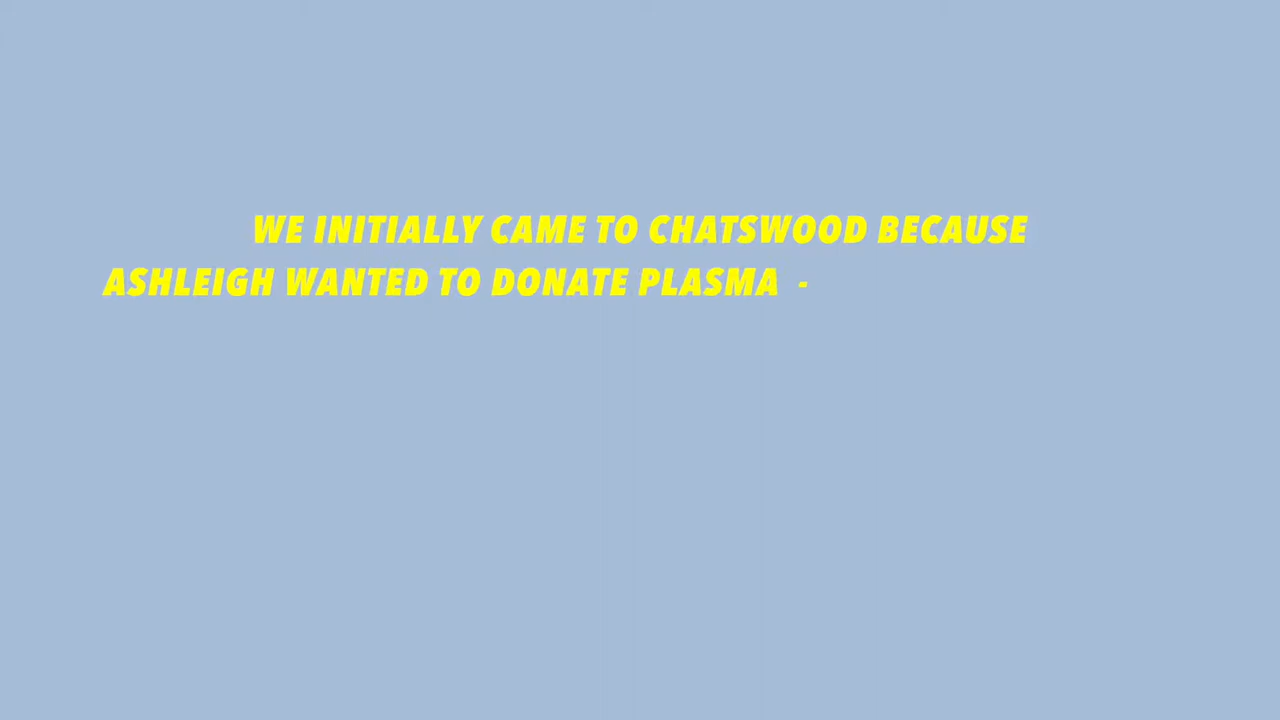 WE INITIALLY CAME TO CHATSWOOD BECAUSE
ASHLEIGH WANTED TO DONATE PLASMA -